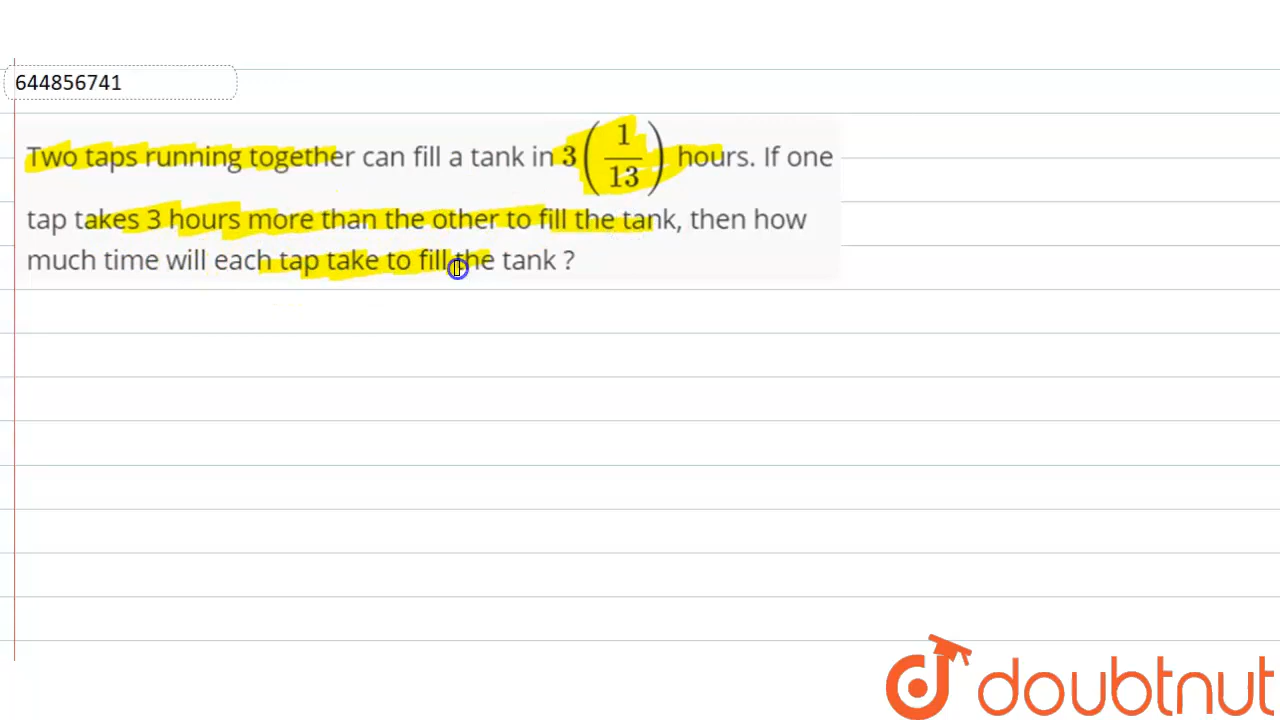 644856741
Two taps running together can fill a tank in 3(1/13) hours. If one
tap takes 3 hours more than the other to fill the tank, then how
much time will each tap take to fill the tank ?
doubtnut